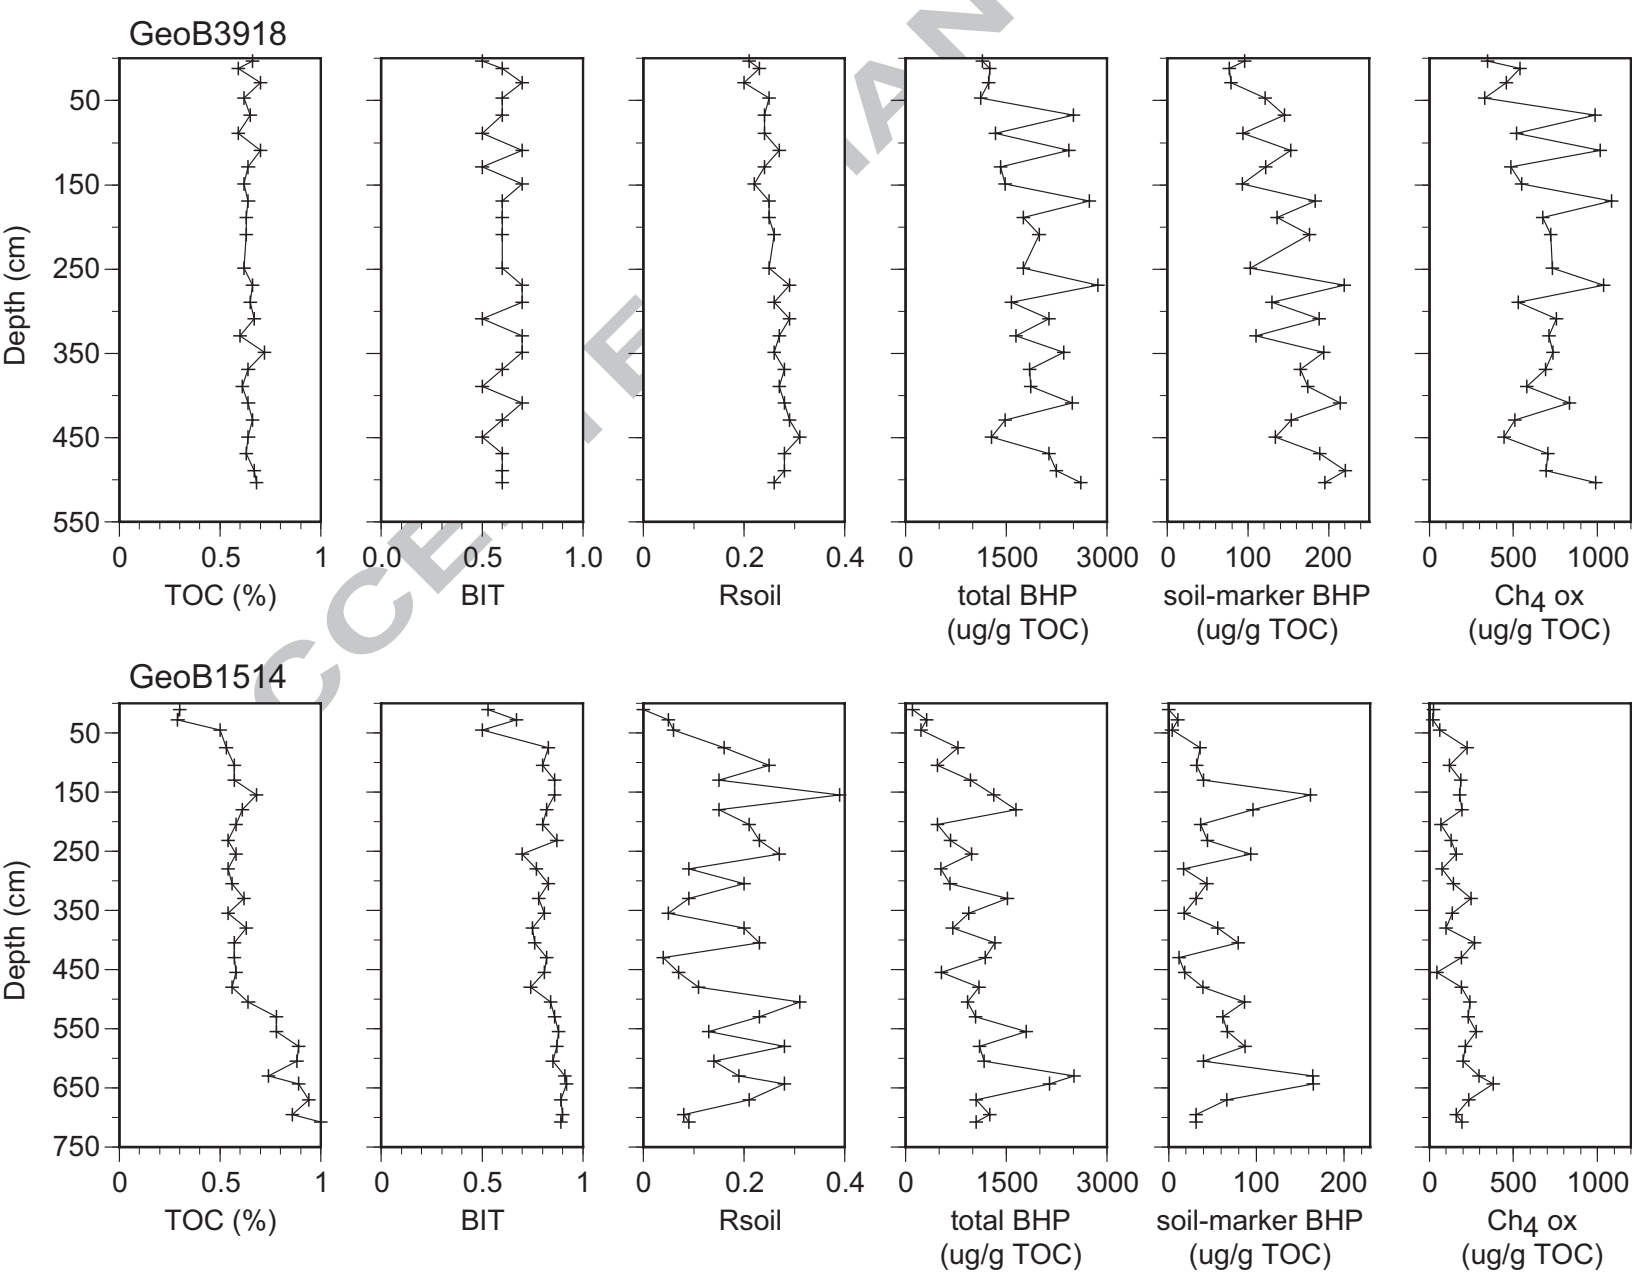 GeoB3918
50
150
250
350
450
550
Depth (cm)
0 0.5 1
TOC (%)
0.0 0.5 1.0
BIT
0 0.2 0.4
Rsoil
0 1500 3000
total BHP
(ug/g TOC)
0 100 200
soil-marker BHP
(ug/g TOC)
0 500 1000
Ch4 ox
(ug/g TOC)
GeoB1514
50
150
250
350
450
550
650
750
Depth (cm)
0 0.5 1
TOC (%)
0 0.5 1
BIT
0 0.2 0.4
Rsoil
0 1500 3000
total BHP
(ug/g TOC)
0 100 200
soil-marker BHP
(ug/g TOC)
0 500 1000
Ch4 ox
(ug/g TOC)